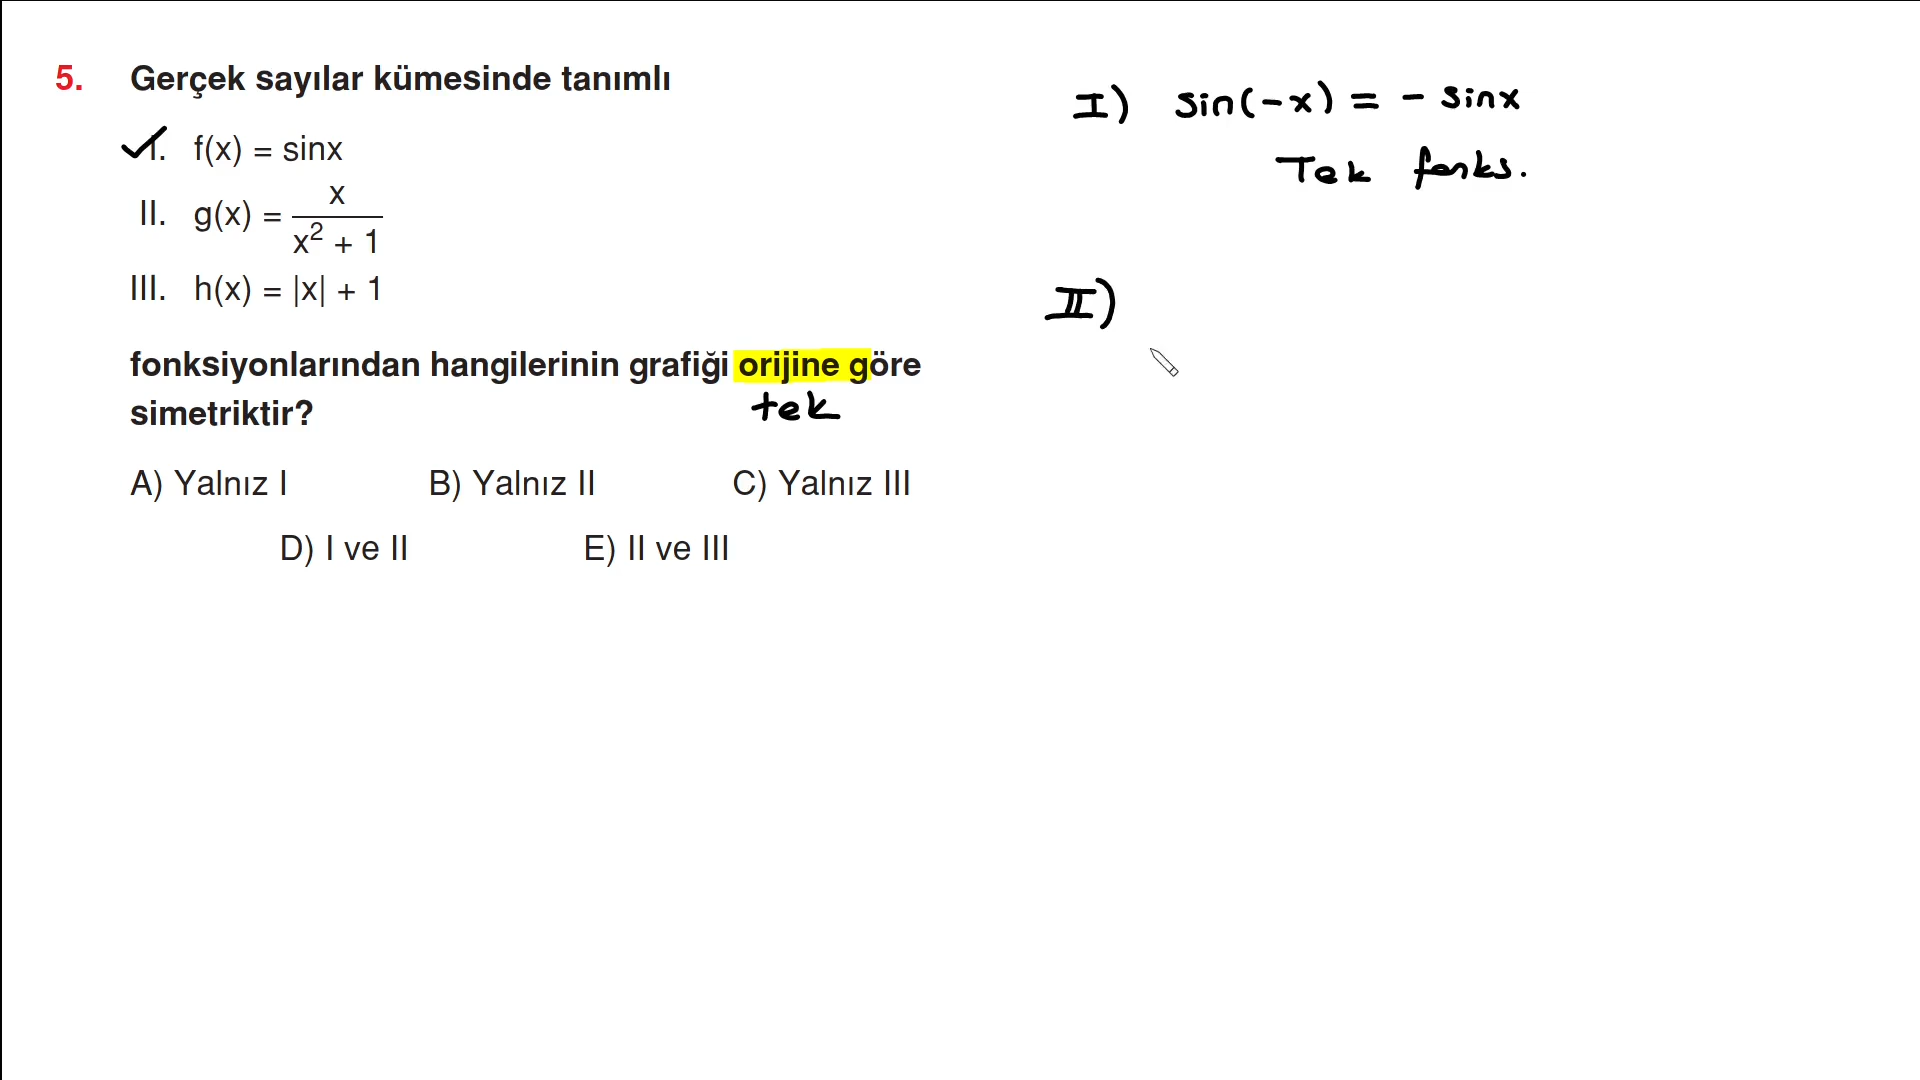 5. Gerçek sayılar kümesinde tanımlı
I. f(x) = sinx
II. g(x) = x / (x² + 1)
III. h(x) = |x| + 1
fonksiyonlarından hangilerinin grafiği orijine göre
simetriktir?
tek
A) Yalnız I B) Yalnız II C) Yalnız III
D) I ve II E) II ve III
I) sin(-x) = - sinx
Tek fonks.
II)